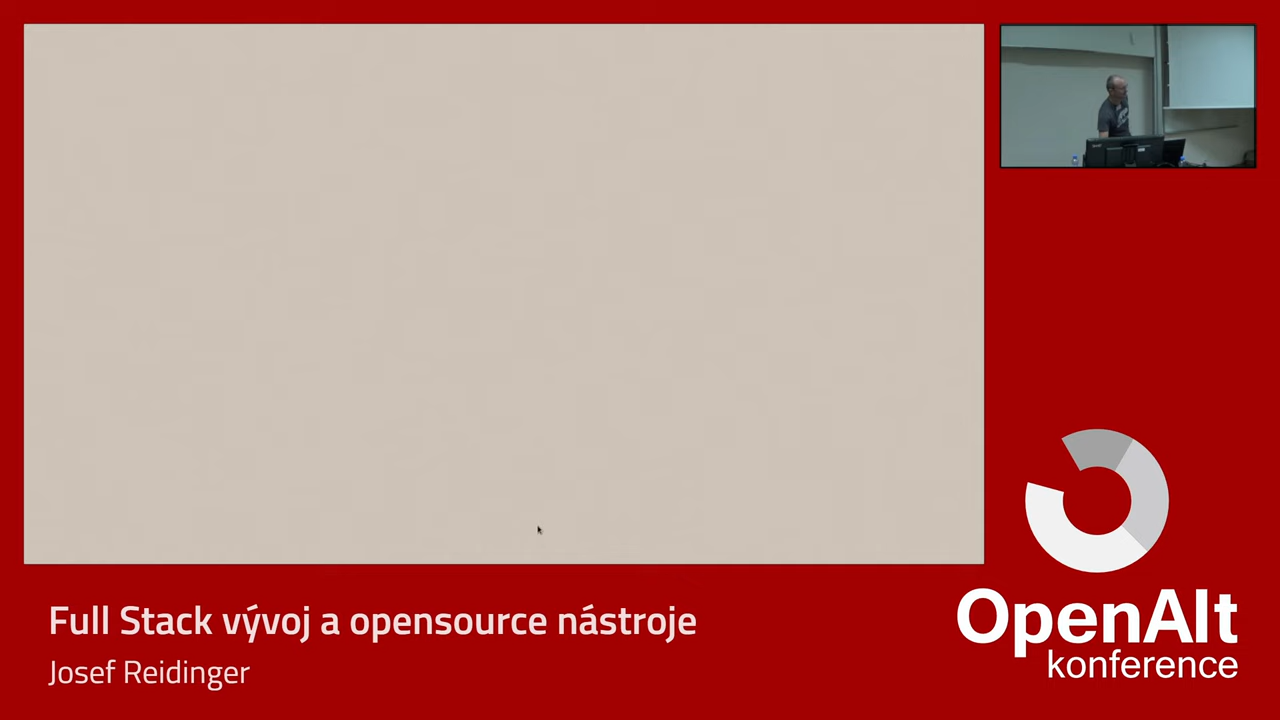 Full Stack vývoj a opensource nástroje
Josef Reidinger
OpenAlt
konference